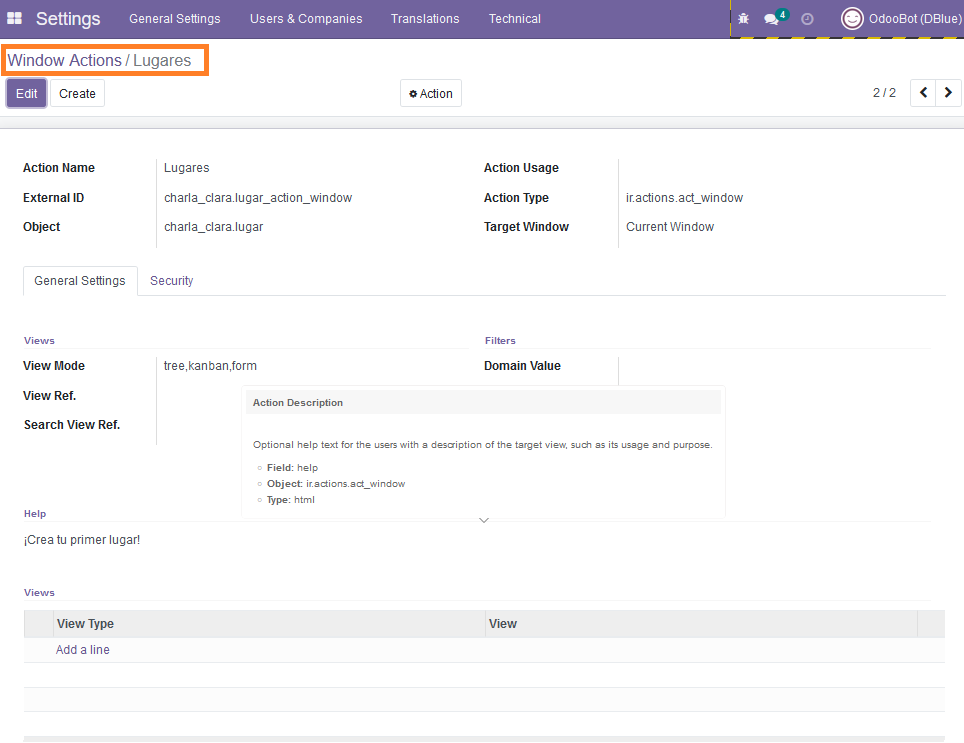 Settings General Settings Users & Companies Translations Technical 4 OdooBot (DBlue)
Window Actions / Lugares
Edit Create Action 2 / 2
Action Name Lugares Action Usage
External ID charla_clara.lugar_action_window Action Type ir.actions.act_window
Object charla_clara.lugar Target Window Current Window
General Settings Security
Views Filters
View Mode tree,kanban,form Domain Value
View Ref.
Action Description
Search View Ref.
Optional help text for the users with a description of the target view, such as its usage and purpose.
Field: help
Object: ir.actions.act_window
Type: html
Help
¡Crea tu primer lugar!
Views
View Type View
Add a line